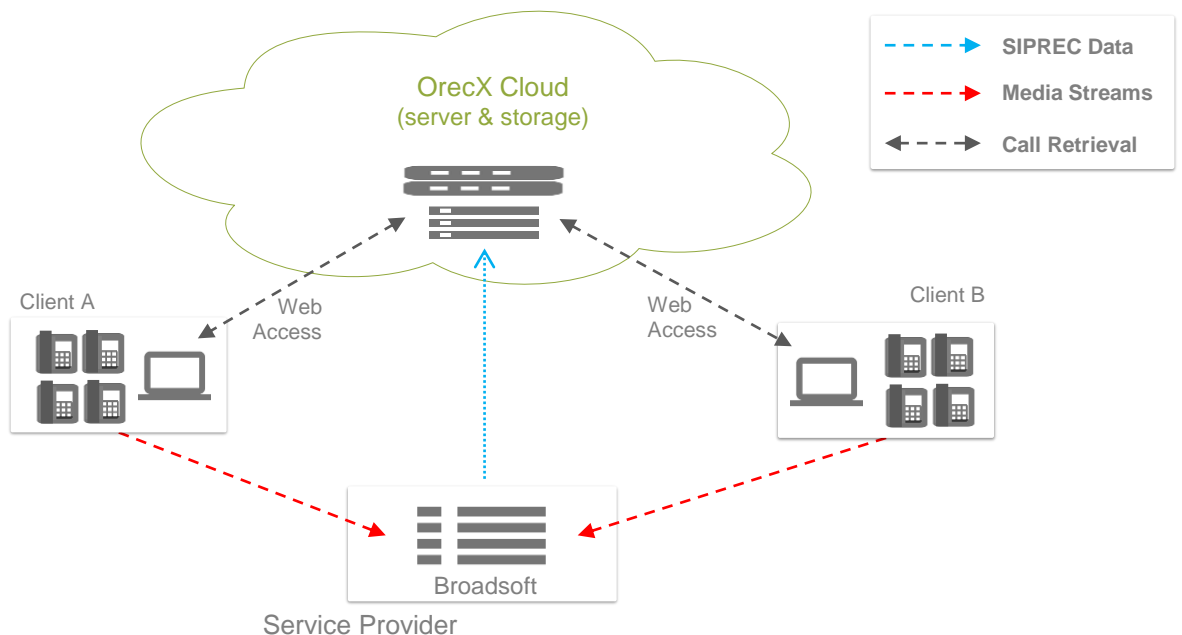 OrecX Cloud
(server & storage)
SIPREC Data
Media Streams
Call Retrieval
Client A
Web
Access
Web
Access
Client B
Broadsoft
Service Provider